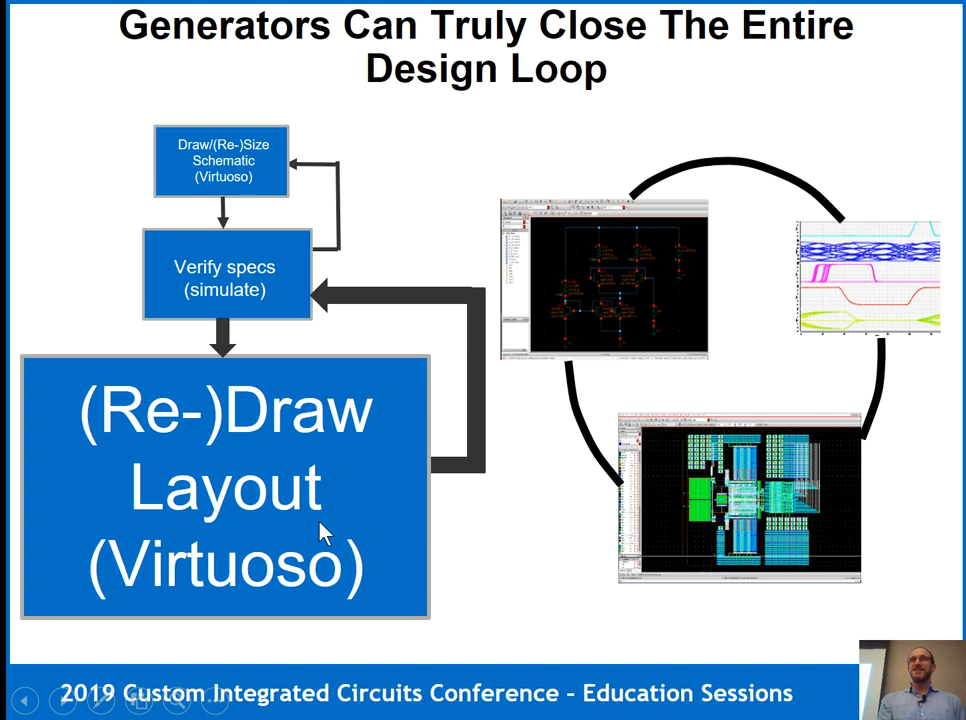 Generators Can Truly Close The Entire
Design Loop
Draw/(Re-)Size
Schematic
(Virtuoso)
Verify specs
(simulate)
(Re-)Draw
Layout
(Virtuoso)
2019 Custom Integrated Circuits Conference - Education Sessions